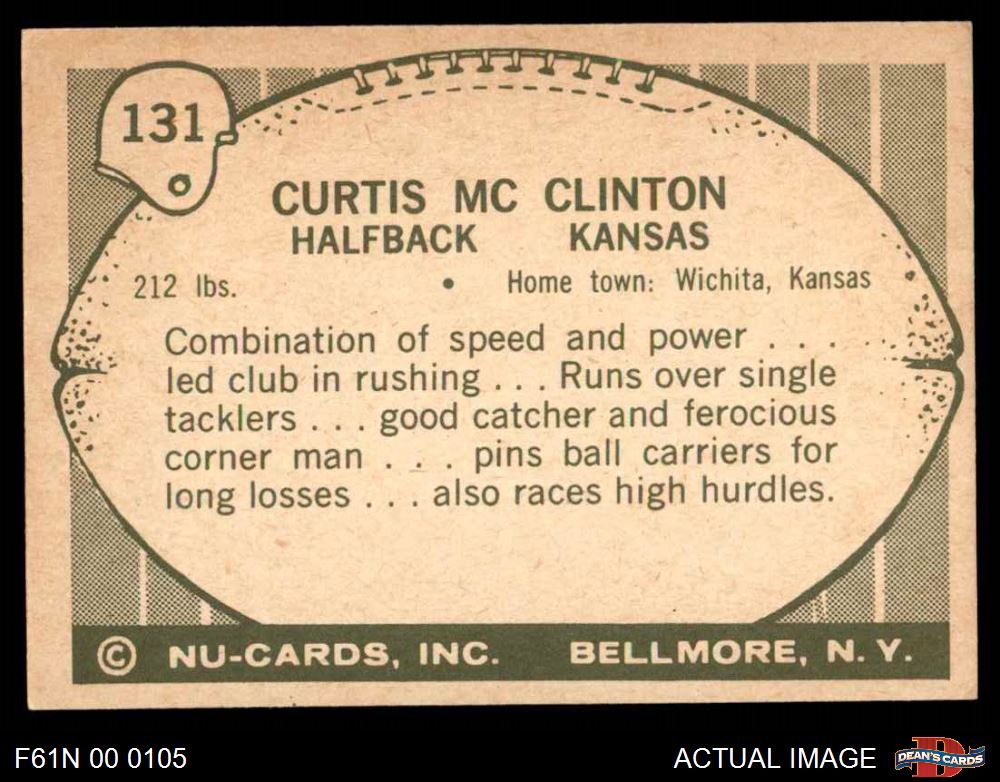 131
CURTIS MC CLINTON
HALFBACK KANSAS
212 lbs. • Home town: Wichita, Kansas
Combination of speed and power . . .
led club in rushing . . . Runs over single
tacklers . . . good catcher and ferocious
corner man . . . pins ball carriers for
long losses . . . also races high hurdles.
© NU-CARDS, INC. BELLMORE, N. Y.
F61N 00 0105
ACTUAL IMAGE
D
DEAN'S CARDS